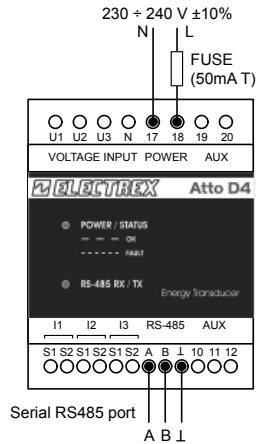 230 ÷ 240 V ±10%
N L
FUSE
(50mA T)
U1 U2 U3 N 17 18 19 20
VOLTAGE INPUT POWER AUX
ELECTREX Atto D4
POWER / STATUS
— — — OK
- - - - - - FAULT
RS-485 RX / TX
Energy Transducer
I1 I2 I3 RS-485 AUX
S1 S2 S1 S2 S1 S2 A B ⊥ 10 11 12
Serial RS485 port
A B ⊥